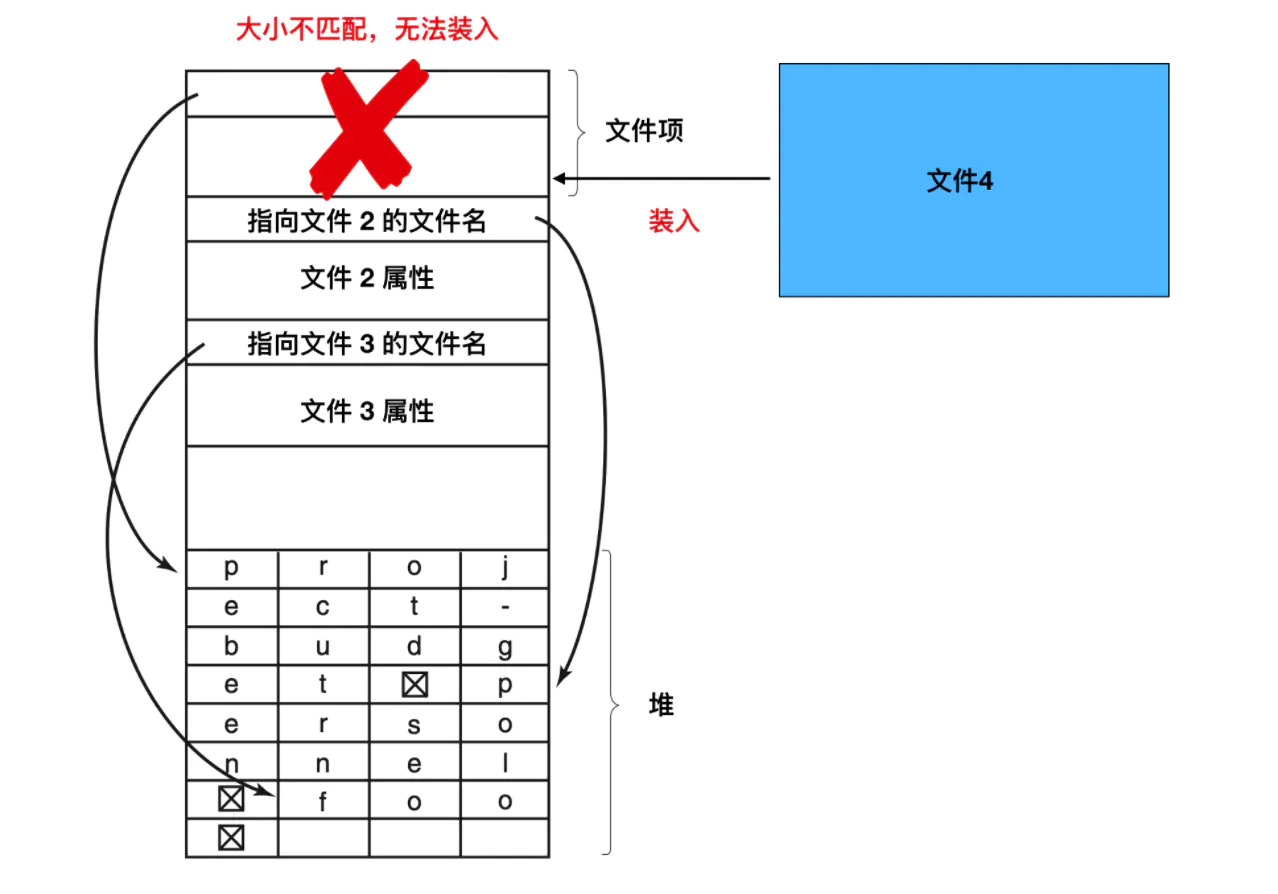 大小不匹配，无法装入
文件项
文件4
装入
指向文件 2 的文件名
文件 2 属性
指向文件 3 的文件名
文件 3 属性
p r o j
e c t -
b u d g
e t ☒ p
e r s o
n n e l
☒ f o o
☒
堆